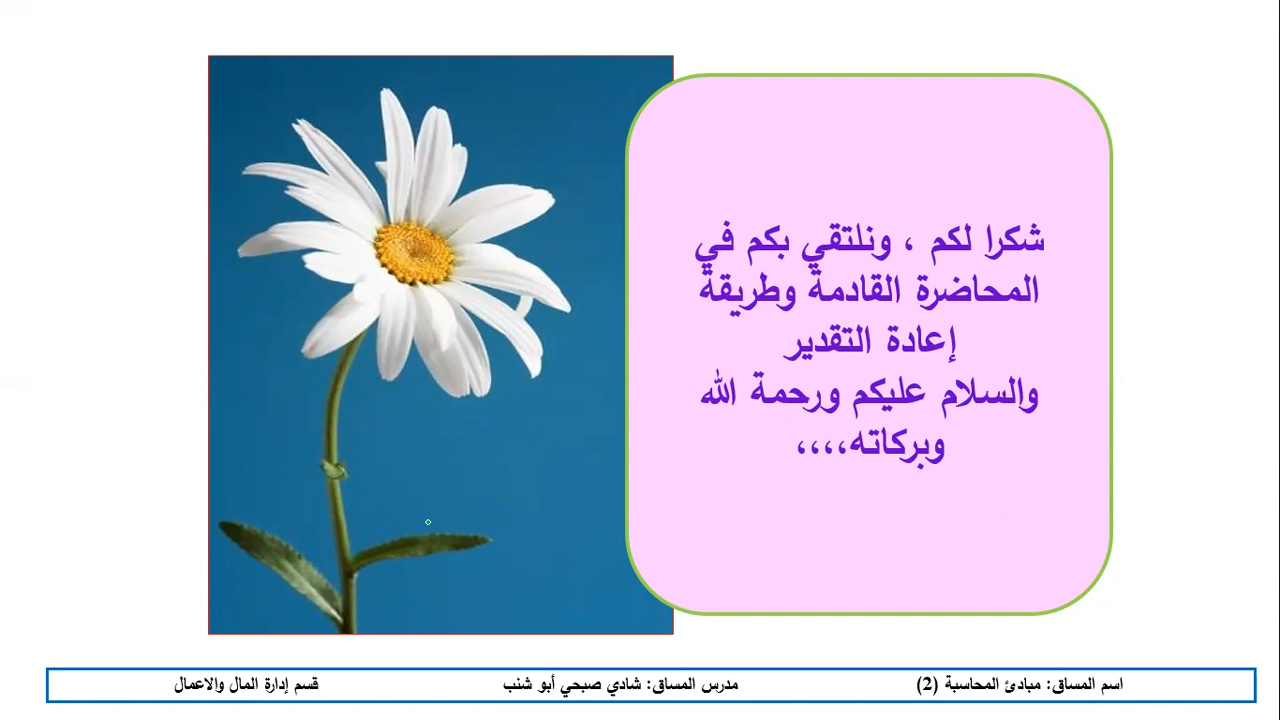 شكرا لكم ، ونلتقي بكم في
المحاضرة القادمة وطريقة
إعادة التقدير
والسلام عليكم ورحمة الله
وبركاته،،،،
اسم المساق: مبادئ المحاسبة (2) مدرس المساق: شادي صبحي أبو شنب قسم إدارة المال والاعمال